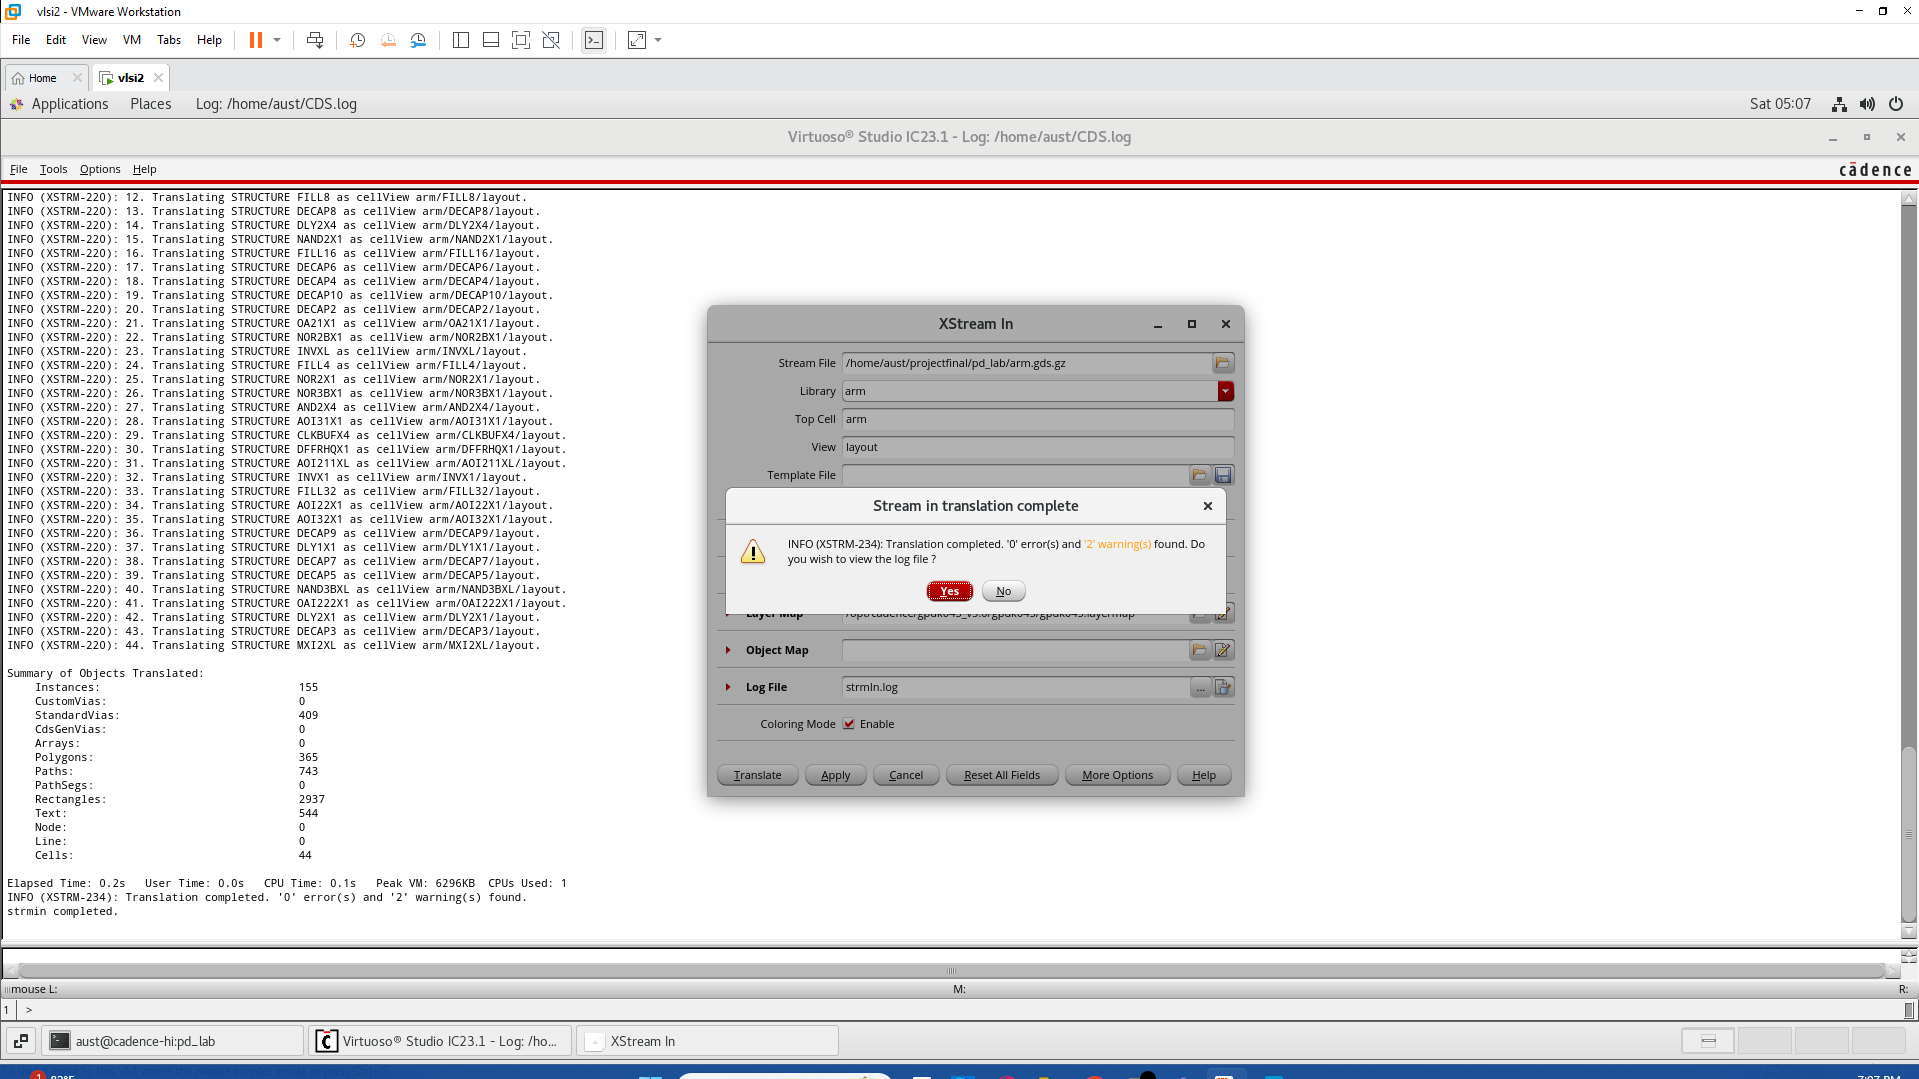 vlsi2 - VMware Workstation
File Edit View VM Tabs Help
Home vlsi2
Applications Places Log: /home/aust/CDS.log Sat 05:07
Virtuoso® Studio IC23.1 - Log: /home/aust/CDS.log
File Tools Options Help cādence
INFO (XSTRM-220): 12. Translating STRUCTURE FILL8 as cellView arm/FILL8/layout.
INFO (XSTRM-220): 13. Translating STRUCTURE DECAP8 as cellView arm/DECAP8/layout.
INFO (XSTRM-220): 14. Translating STRUCTURE DLY2X4 as cellView arm/DLY2X4/layout.
INFO (XSTRM-220): 15. Translating STRUCTURE NAND2X1 as cellView arm/NAND2X1/layout.
INFO (XSTRM-220): 16. Translating STRUCTURE FILL16 as cellView arm/FILL16/layout.
INFO (XSTRM-220): 17. Translating STRUCTURE DECAP6 as cellView arm/DECAP6/layout.
INFO (XSTRM-220): 18. Translating STRUCTURE DECAP4 as cellView arm/DECAP4/layout.
INFO (XSTRM-220): 19. Translating STRUCTURE DECAP10 as cellView arm/DECAP10/layout.
INFO (XSTRM-220): 20. Translating STRUCTURE DECAP2 as cellView arm/DECAP2/layout.
INFO (XSTRM-220): 21. Translating STRUCTURE OA21X1 as cellView arm/OA21X1/layout.
INFO (XSTRM-220): 22. Translating STRUCTURE NOR2BX1 as cellView arm/NOR2BX1/layout.
INFO (XSTRM-220): 23. Translating STRUCTURE INVXL as cellView arm/INVXL/layout.
INFO (XSTRM-220): 24. Translating STRUCTURE FILL4 as cellView arm/FILL4/layout.
INFO (XSTRM-220): 25. Translating STRUCTURE NOR2X1 as cellView arm/NOR2X1/layout.
INFO (XSTRM-220): 26. Translating STRUCTURE NOR3BX1 as cellView arm/NOR3BX1/layout.
INFO (XSTRM-220): 27. Translating STRUCTURE AND2X4 as cellView arm/AND2X4/layout.
INFO (XSTRM-220): 28. Translating STRUCTURE AOI31X1 as cellView arm/AOI31X1/layout.
INFO (XSTRM-220): 29. Translating STRUCTURE CLKBUFX4 as cellView arm/CLKBUFX4/layout.
INFO (XSTRM-220): 30. Translating STRUCTURE DFFRHQX1 as cellView arm/DFFRHQX1/layout.
INFO (XSTRM-220): 31. Translating STRUCTURE AOI211XL as cellView arm/AOI211XL/layout.
INFO (XSTRM-220): 32. Translating STRUCTURE INVX1 as cellView arm/INVX1/layout.
INFO (XSTRM-220): 33. Translating STRUCTURE FILL32 as cellView arm/FILL32/layout.
INFO (XSTRM-220): 34. Translating STRUCTURE AOI22X1 as cellView arm/AOI22X1/layout.
INFO (XSTRM-220): 35. Translating STRUCTURE AOI32X1 as cellView arm/AOI32X1/layout.
INFO (XSTRM-220): 36. Translating STRUCTURE DECAP9 as cellView arm/DECAP9/layout.
INFO (XSTRM-220): 37. Translating STRUCTURE DLY1X1 as cellView arm/DLY1X1/layout.
INFO (XSTRM-220): 38. Translating STRUCTURE DECAP7 as cellView arm/DECAP7/layout.
INFO (XSTRM-220): 39. Translating STRUCTURE DECAP5 as cellView arm/DECAP5/layout.
INFO (XSTRM-220): 40. Translating STRUCTURE NAND3BXL as cellView arm/NAND3BXL/layout.
INFO (XSTRM-220): 41. Translating STRUCTURE OAI222X1 as cellView arm/OAI222X1/layout.
INFO (XSTRM-220): 42. Translating STRUCTURE DLY2X1 as cellView arm/DLY2X1/layout.
INFO (XSTRM-220): 43. Translating STRUCTURE DECAP3 as cellView arm/DECAP3/layout.
INFO (XSTRM-220): 44. Translating STRUCTURE MXI2XL as cellView arm/MXI2XL/layout.
Summary of Objects Translated:
Instances: 155
CustomVias: 0
StandardVias: 409
CdsGenVias: 0
Arrays: 0
Polygons: 365
Paths: 743
PathSegs: 0
Rectangles: 2937
Text: 544
Node: 0
Line: 0
Cells: 44
Elapsed Time: 0.2s User Time: 0.0s CPU Time: 0.1s Peak VM: 6296KB CPUs Used: 1
INFO (XSTRM-234): Translation completed. '0' error(s) and '2' warning(s) found.
strmin completed.
XStream In
Stream File /home/aust/projectfinal/pd_lab/arm.gds.gz
Library arm
Top Cell arm
View layout
Template File
Stream in translation complete
INFO (XSTRM-234): Translation completed. '0' error(s) and '2' warning(s) found. Do
you wish to view the log file ?
Yes No
Layer Map /opt/cadence/gpdk045_v5.0/gpdk045/gpdk045.layermap
Object Map
Log File strmIn.log ...
Coloring Mode Enable
Translate Apply Cancel Reset All Fields More Options Help
mouse L: M: R:
1 >
aust@cadence-hi:pd_lab Virtuoso® Studio IC23.1 - Log: /ho... XStream In
1